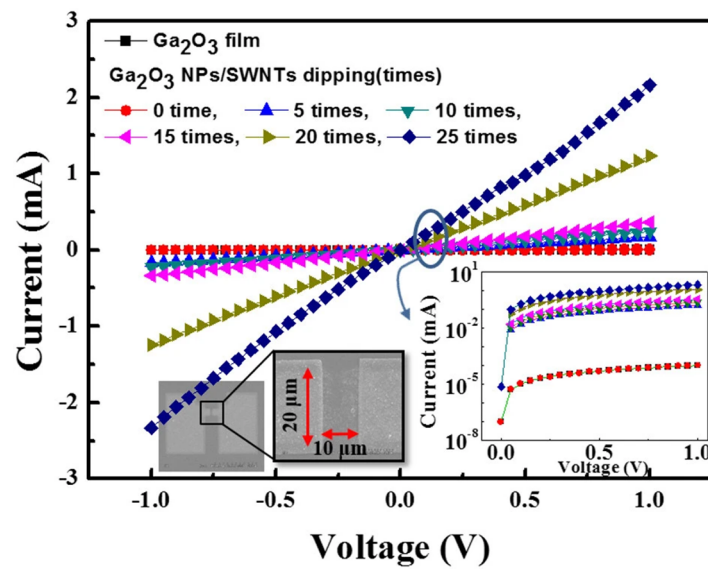 3
2
1
0
-1
-2
-3
Current (mA)
Ga2O3 film
Ga2O3 NPs/SWNTs dipping(times)
0 time, 5 times, 10 times,
15 times, 20 times, 25 times
20 μm
10 μm
10¹
10⁻²
10⁻⁵
10⁻⁸
Current (mA)
0.0 0.5 1.0
Voltage (V)
-1.0 -0.5 0.0 0.5 1.0
Voltage (V)